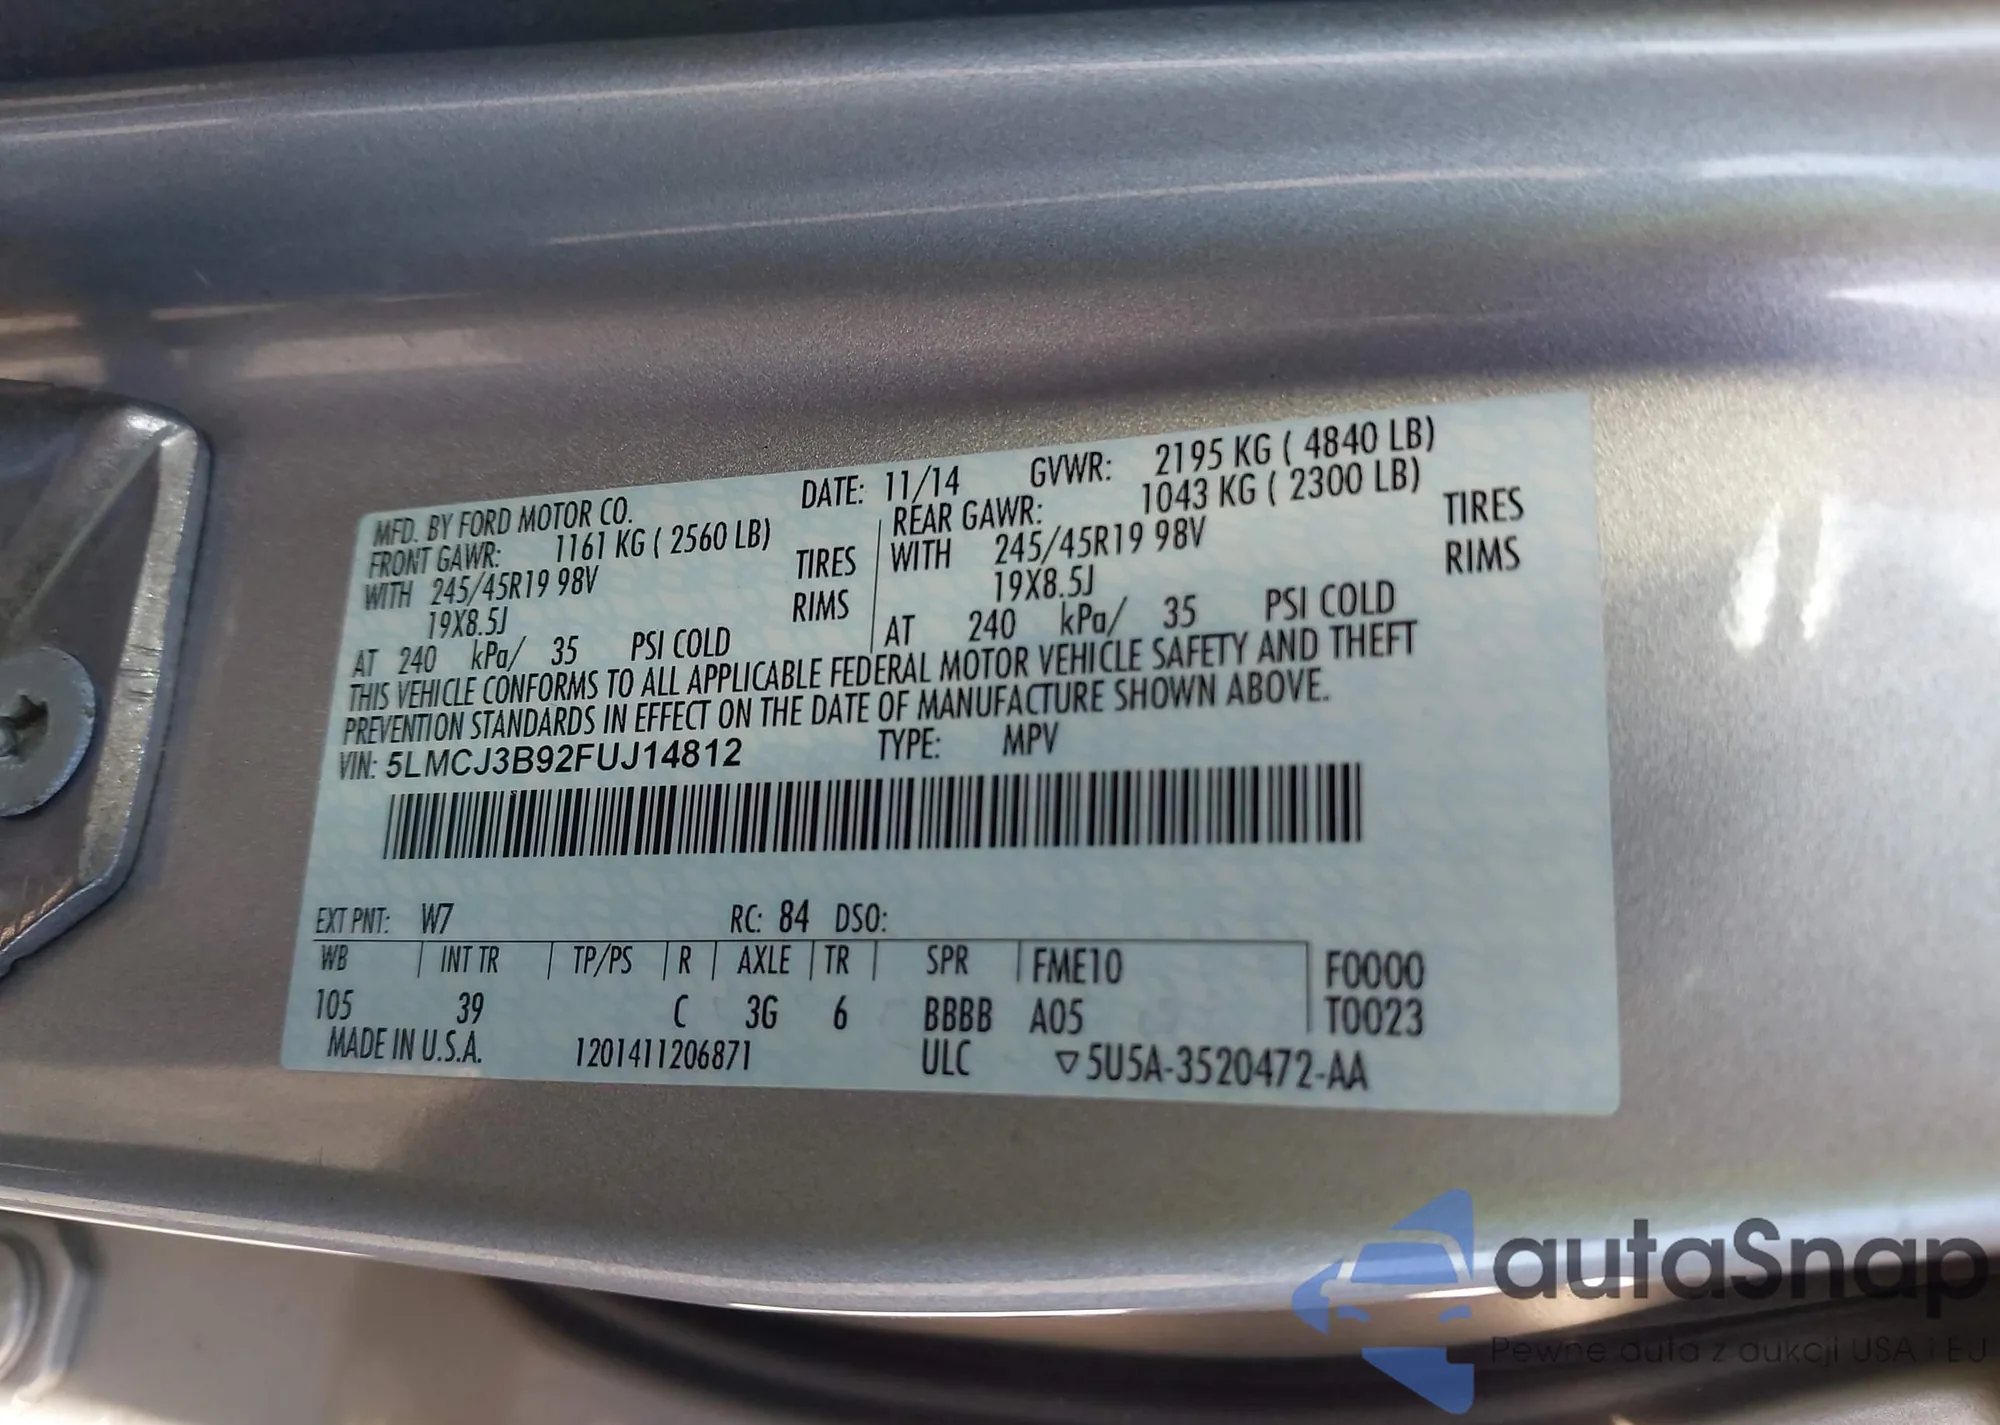 MFD. BY FORD MOTOR CO. DATE: 11/14 GVWR: 2195 KG ( 4840 LB)
FRONT GAWR: 1161 KG ( 2560 LB) REAR GAWR: 1043 KG ( 2300 LB)
WITH 245/45R19 98V TIRES WITH 245/45R19 98V TIRES
19X8.5J RIMS 19X8.5J RIMS
AT 240 kPa/ 35 PSI COLD AT 240 kPa/ 35 PSI COLD
THIS VEHICLE CONFORMS TO ALL APPLICABLE FEDERAL MOTOR VEHICLE SAFETY AND THEFT
PREVENTION STANDARDS IN EFFECT ON THE DATE OF MANUFACTURE SHOWN ABOVE.
VIN: 5LMCJ3B92FUJ14812 TYPE: MPV
EXT PNT: W7 RC: 84 DSO:
WB INT TR TP/PS R AXLE TR SPR FME10 F0000
105 39 C 3G 6 BBBB A05 T0023
MADE IN U.S.A. 1201411206871 ULC ▽5U5A-3520472-AA
autaSnap
Pewne auta z aukcji USA i EU